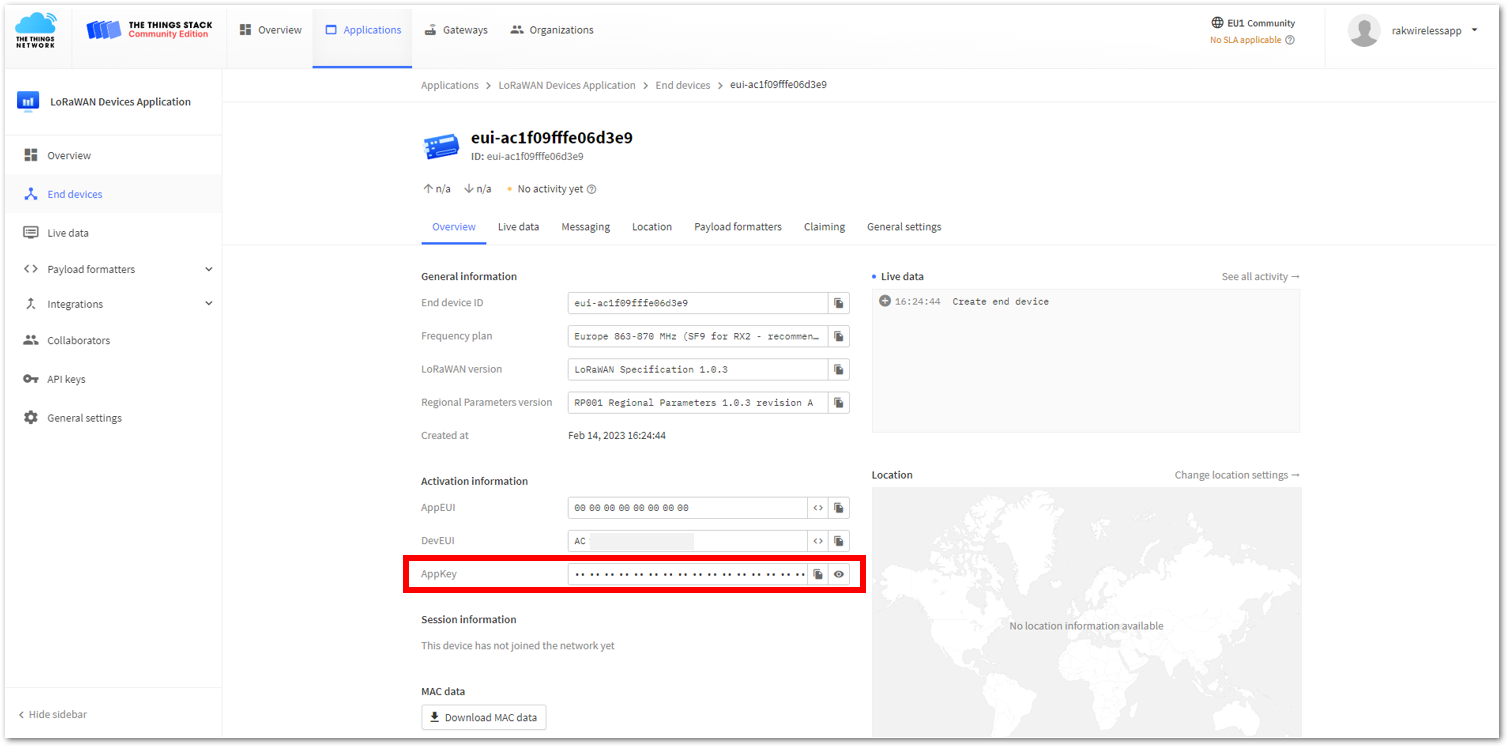 THE THINGS NETWORK
THE THINGS STACK
Community Edition
Overview
Applications
Gateways
Organizations
EU1 Community
No SLA applicable
rakwirelessapp
LoRaWAN Devices Application
Overview
End devices
Live data
Payload formatters
Integrations
Collaborators
API keys
General settings
Hide sidebar
Applications > LoRaWAN Devices Application > End devices > eui-ac1f09fffe06d3e9
eui-ac1f09fffe06d3e9
ID: eui-ac1f09fffe06d3e9
↑ n/a ↓ n/a • No activity yet
Overview Live data Messaging Location Payload formatters Claiming General settings
General information
End device ID eui-ac1f09fffe06d3e9
Frequency plan Europe 863-870 MHz (SF9 for RX2 - recommen…
LoRaWAN version LoRaWAN Specification 1.0.3
Regional Parameters version RP001 Regional Parameters 1.0.3 revision A
Created at Feb 14, 2023 16:24:44
Activation information
AppEUI 00 00 00 00 00 00 00 00
DevEUI AC
AppKey •• •• •• •• •• •• •• •• •• •• •• •• •• •• •• ••
Session information
This device has not joined the network yet
MAC data
Download MAC data
Live data See all activity →
16:24:44 Create end device
Location Change location settings →
No location information available